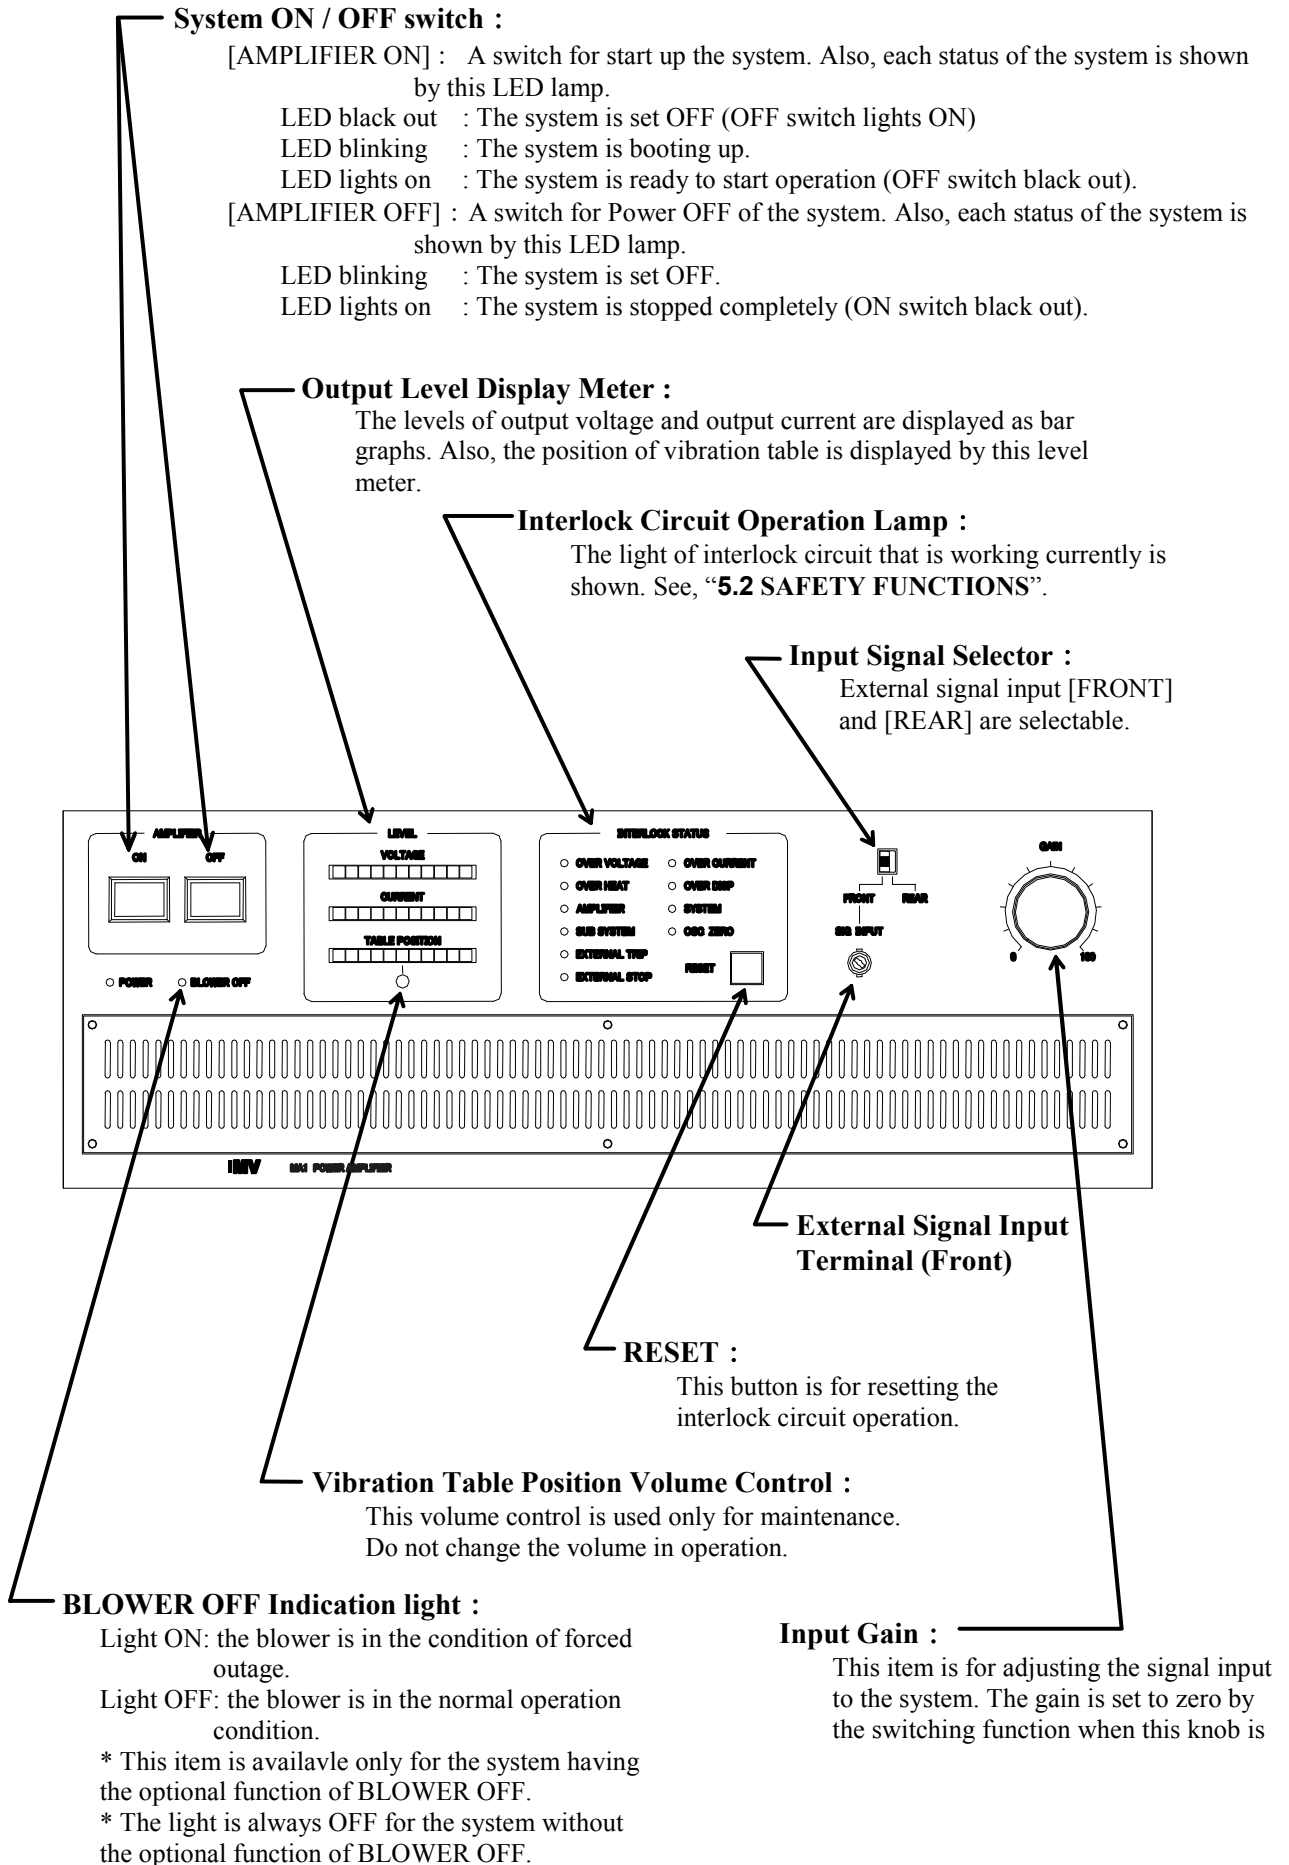 System ON / OFF switch :
[AMPLIFIER ON] : A switch for start up the system. Also, each status of the system is shown
by this LED lamp.
LED black out : The system is set OFF (OFF switch lights ON)
LED blinking : The system is booting up.
LED lights on : The system is ready to start operation (OFF switch black out).
[AMPLIFIER OFF] : A switch for Power OFF of the system. Also, each status of the system is
shown by this LED lamp.
LED blinking : The system is set OFF.
LED lights on : The system is stopped completely (ON switch black out).
Output Level Display Meter :
The levels of output voltage and output current are displayed as bar
graphs. Also, the position of vibration table is displayed by this level
meter.
Interlock Circuit Operation Lamp :
The light of interlock circuit that is working currently is
shown. See, “5.2 SAFETY FUNCTIONS”.
Input Signal Selector :
External signal input [FRONT]
and [REAR] are selectable.
AMPLIFIER
ON OFF
POWER BLOWER OFF
LEVEL
VOLTAGE
CURRENT
TABLE POSITION
INTERLOCK STATUS
OVER VOLTAGE OVER CURRENT
OVER HEAT OVER DISP
AMPLIFIER SYSTEM
SUB SYSTEM OSC ZERO
EXTERNAL TRIP
EXTERNAL STOP
RESET
FRONT REAR
SIG INPUT
GAIN
0 100
IMV MA1 POWER AMPLIFIER
External Signal Input
Terminal (Front)
RESET :
This button is for resetting the
interlock circuit operation.
Vibration Table Position Volume Control :
This volume control is used only for maintenance.
Do not change the volume in operation.
BLOWER OFF Indication light :
Light ON: the blower is in the condition of forced
outage.
Light OFF: the blower is in the normal operation
condition.
* This item is availavle only for the system having
the optional function of BLOWER OFF.
* The light is always OFF for the system without
the optional function of BLOWER OFF.
Input Gain :
This item is for adjusting the signal input
to the system. The gain is set to zero by
the switching function when this knob is